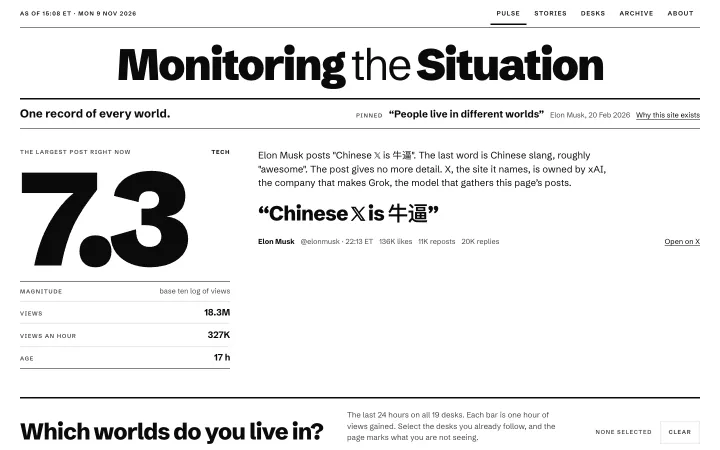 AS OF 15:08 ET · MON 9 NOV 2026
PULSE STORIES DESKS ARCHIVE ABOUT
Monitoring the Situation
One record of every world.
PINNED “People live in different worlds” Elon Musk, 20 Feb 2026 Why this site exists
THE LARGEST POST RIGHT NOW TECH
7.3
MAGNITUDE base ten log of views
VIEWS 18.3M
VIEWS AN HOUR 327K
AGE 17 h
Elon Musk posts "Chinese 𝕏 is 牛逼". The last word is Chinese slang, roughly
"awesome". The post gives no more detail. X, the site it names, is owned by xAI,
the company that makes Grok, the model that gathers this page’s posts.
“Chinese 𝕏 is 牛逼”
Elon Musk @elonmusk · 22:13 ET 136K likes 11K reposts 20K replies Open on X
Which worlds do you live in?
The last 24 hours on all 19 desks. Each bar is one hour of
views gained. Select the desks you already follow, and the
page marks what you are not seeing.
NONE SELECTED CLEAR